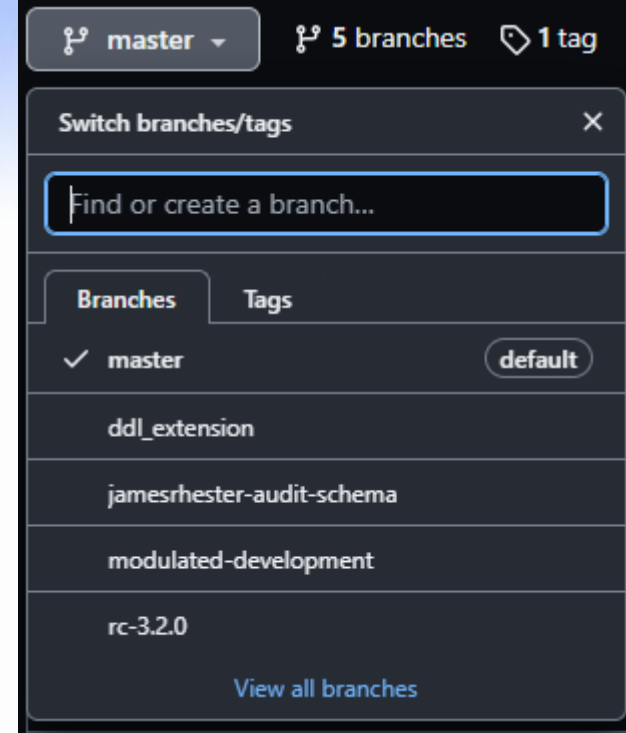 master 5 branches 1 tag
Switch branches/tags
Find or create a branch...
Branches Tags
master default
ddl_extension
jamesrhester-audit-schema
modulated-development
rc-3.2.0
View all branches